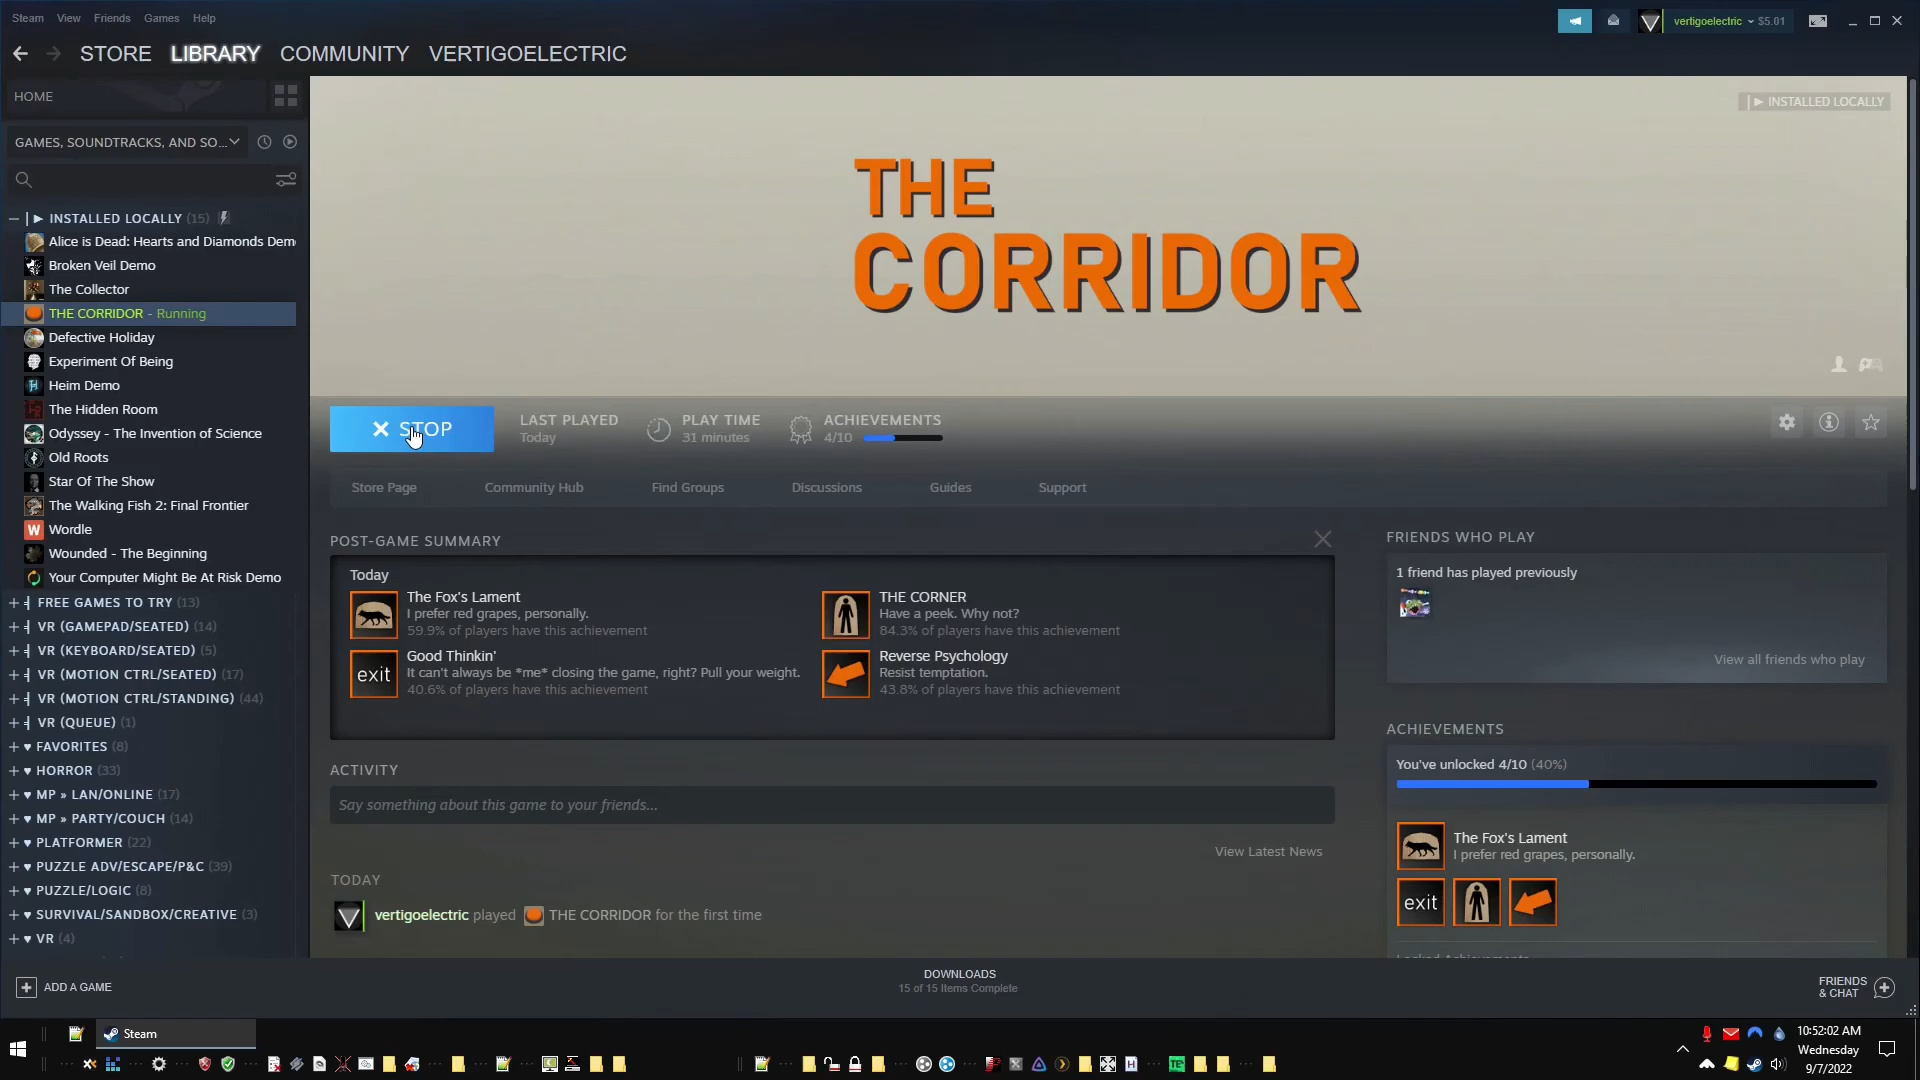 Steam View Friends Games Help
vertigoelectric $5.01
STORE LIBRARY COMMUNITY VERTIGOELECTRIC
HOME
GAMES, SOUNDTRACKS, AND SO...
INSTALLED LOCALLY (15)
Alice is Dead: Hearts and Diamonds Dem
Broken Veil Demo
The Collector
THE CORRIDOR - Running
Defective Holiday
Experiment Of Being
Heim Demo
The Hidden Room
Odyssey - The Invention of Science
Old Roots
Star Of The Show
The Walking Fish 2: Final Frontier
W Wordle
Wounded - The Beginning
Your Computer Might Be At Risk Demo
FREE GAMES TO TRY (13)
VR (GAMEPAD/SEATED) (14)
VR (KEYBOARD/SEATED) (5)
VR (MOTION CTRL/SEATED) (17)
VR (MOTION CTRL/STANDING) (44)
VR (QUEUE) (1)
FAVORITES (8)
HORROR (33)
MP » LAN/ONLINE (17)
MP » PARTY/COUCH (14)
PLATFORMER (22)
PUZZLE ADV/ESCAPE/P&C (39)
PUZZLE/LOGIC (8)
SURVIVAL/SANDBOX/CREATIVE (3)
VR (4)
INSTALLED LOCALLY
THE
CORRIDOR
STOP
LAST PLAYED
Today
PLAY TIME
31 minutes
ACHIEVEMENTS
4/10
Store Page Community Hub Find Groups Discussions Guides Support
POST-GAME SUMMARY
Today
The Fox's Lament
I prefer red grapes, personally.
59.9% of players have this achievement
THE CORNER
Have a peek. Why not?
84.3% of players have this achievement
exit
Good Thinkin'
It can't always be *me* closing the game, right? Pull your weight.
40.6% of players have this achievement
Reverse Psychology
Resist temptation.
43.8% of players have this achievement
ACTIVITY
Say something about this game to your friends...
View Latest News
TODAY
vertigoelectric played THE CORRIDOR for the first time
FRIENDS WHO PLAY
1 friend has played previously
View all friends who play
ACHIEVEMENTS
You've unlocked 4/10 (40%)
The Fox's Lament
I prefer red grapes, personally.
exit
ADD A GAME
DOWNLOADS
15 of 15 Items Complete
FRIENDS
& CHAT
Steam
10:52:02 AM
Wednesday
9/7/2022